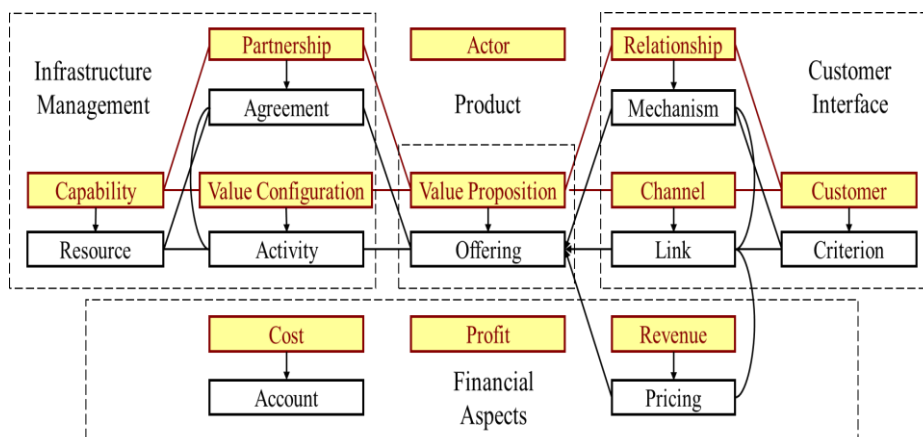 Partnership
Actor
Relationship
Infrastructure
Management
Customer
Interface
Agreement
Product
Mechanism
Capability
Value Configuration
Value Proposition
Channel
Customer
Resource
Activity
Offering
Link
Criterion
Cost
Profit
Revenue
Account
Financial
Aspects
Pricing